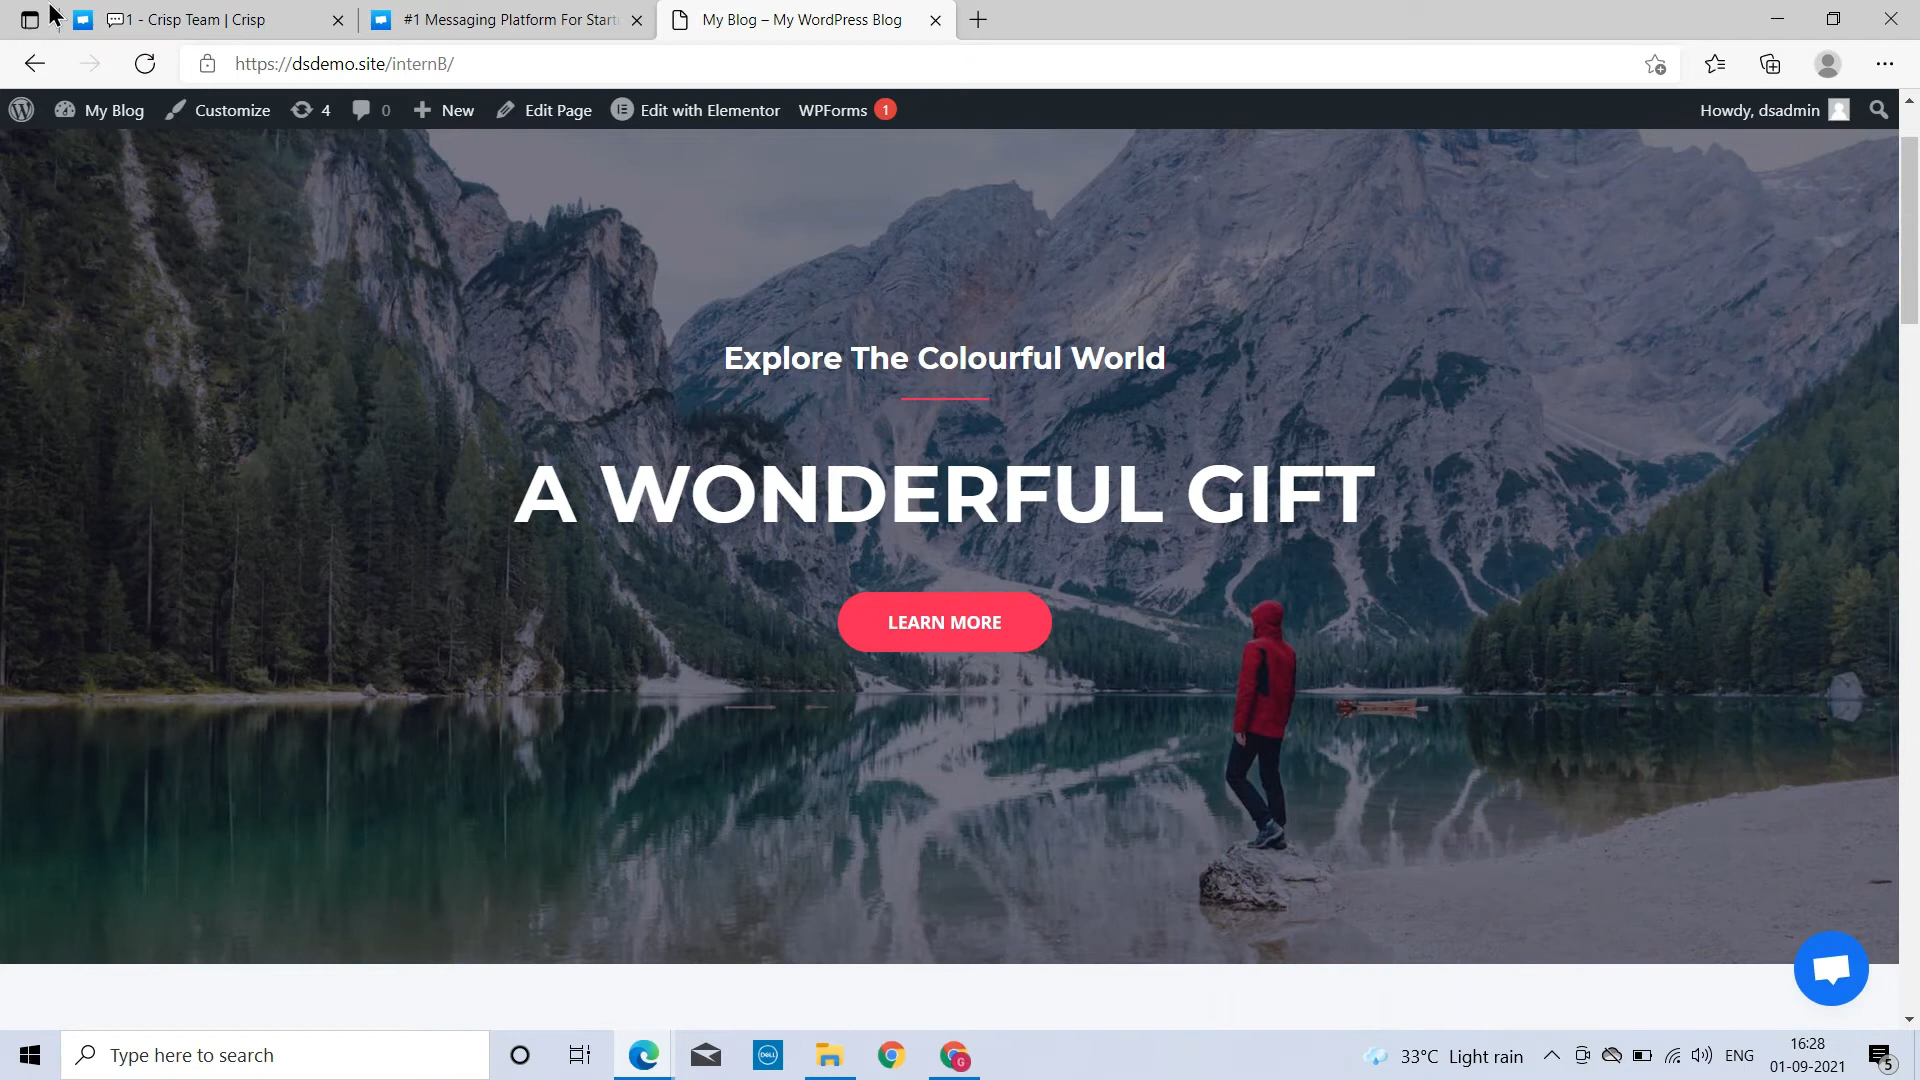 1 - Crisp Team | Crisp
#1 Messaging Platform For Start
My Blog – My WordPress Blog
https://dsdemo.site/internB/
My Blog
Customize
4
0
New
Edit Page
Edit with Elementor
WPForms 1
Howdy, dsadmin
Explore The Colourful World
A WONDERFUL GIFT
LEARN MORE
Type here to search
DELL
G
33°C Light rain
ENG
16:28
01-09-2021
5